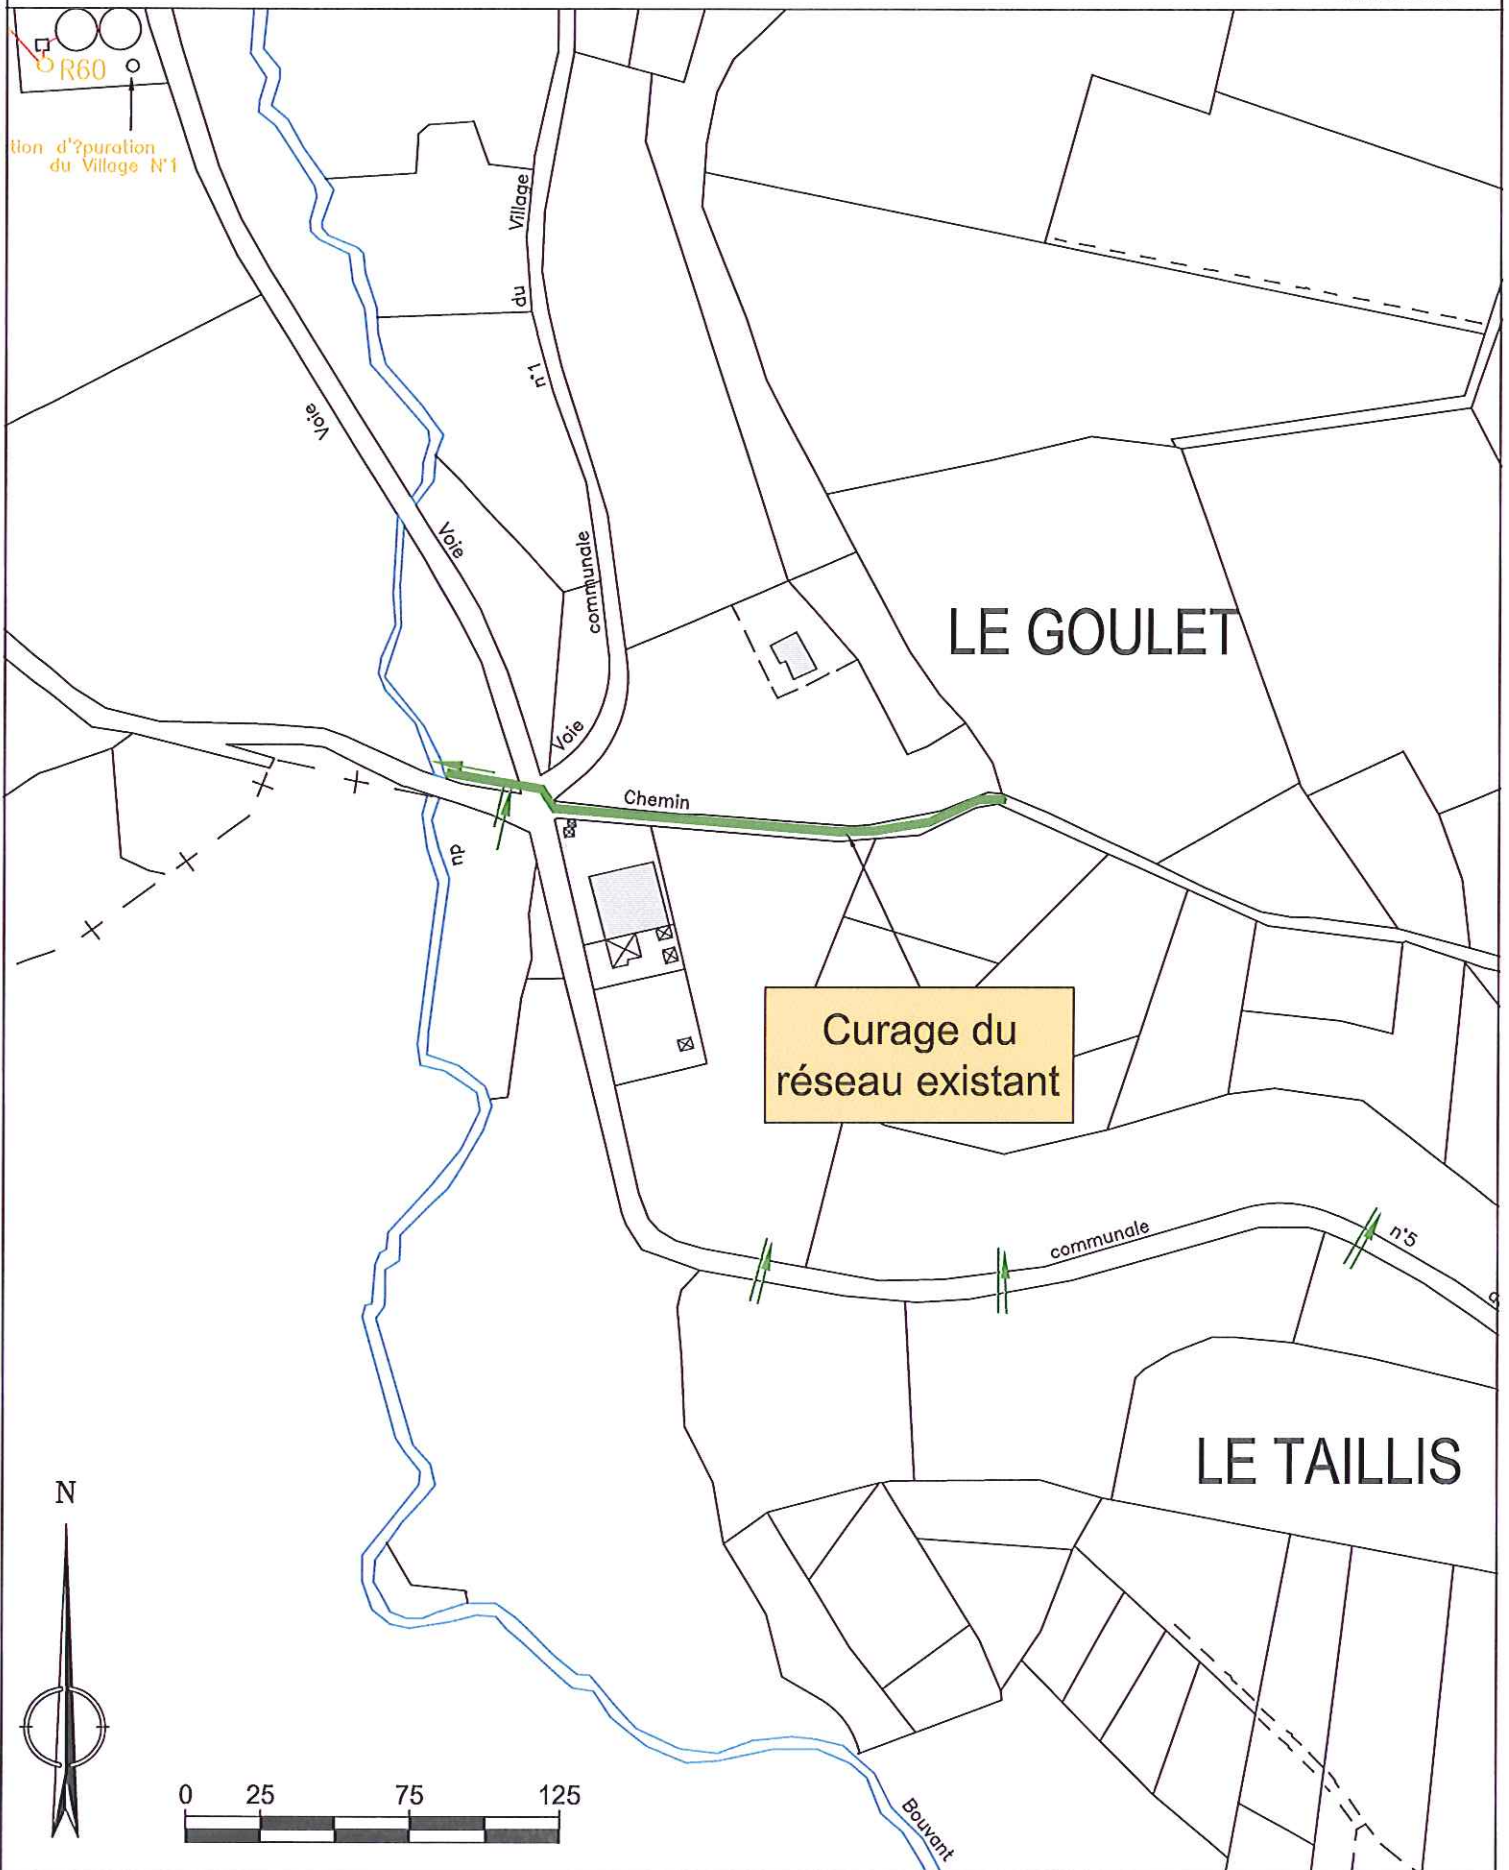 R60
tion d'?puration
du Village N°1
Village
du
n°1
Voie
Voie
communale
LE GOULET
Voie
Chemin
du
Curage du
réseau existant
communale
n°5
LE TAILLIS
N
0 25 75 125
Bouvant